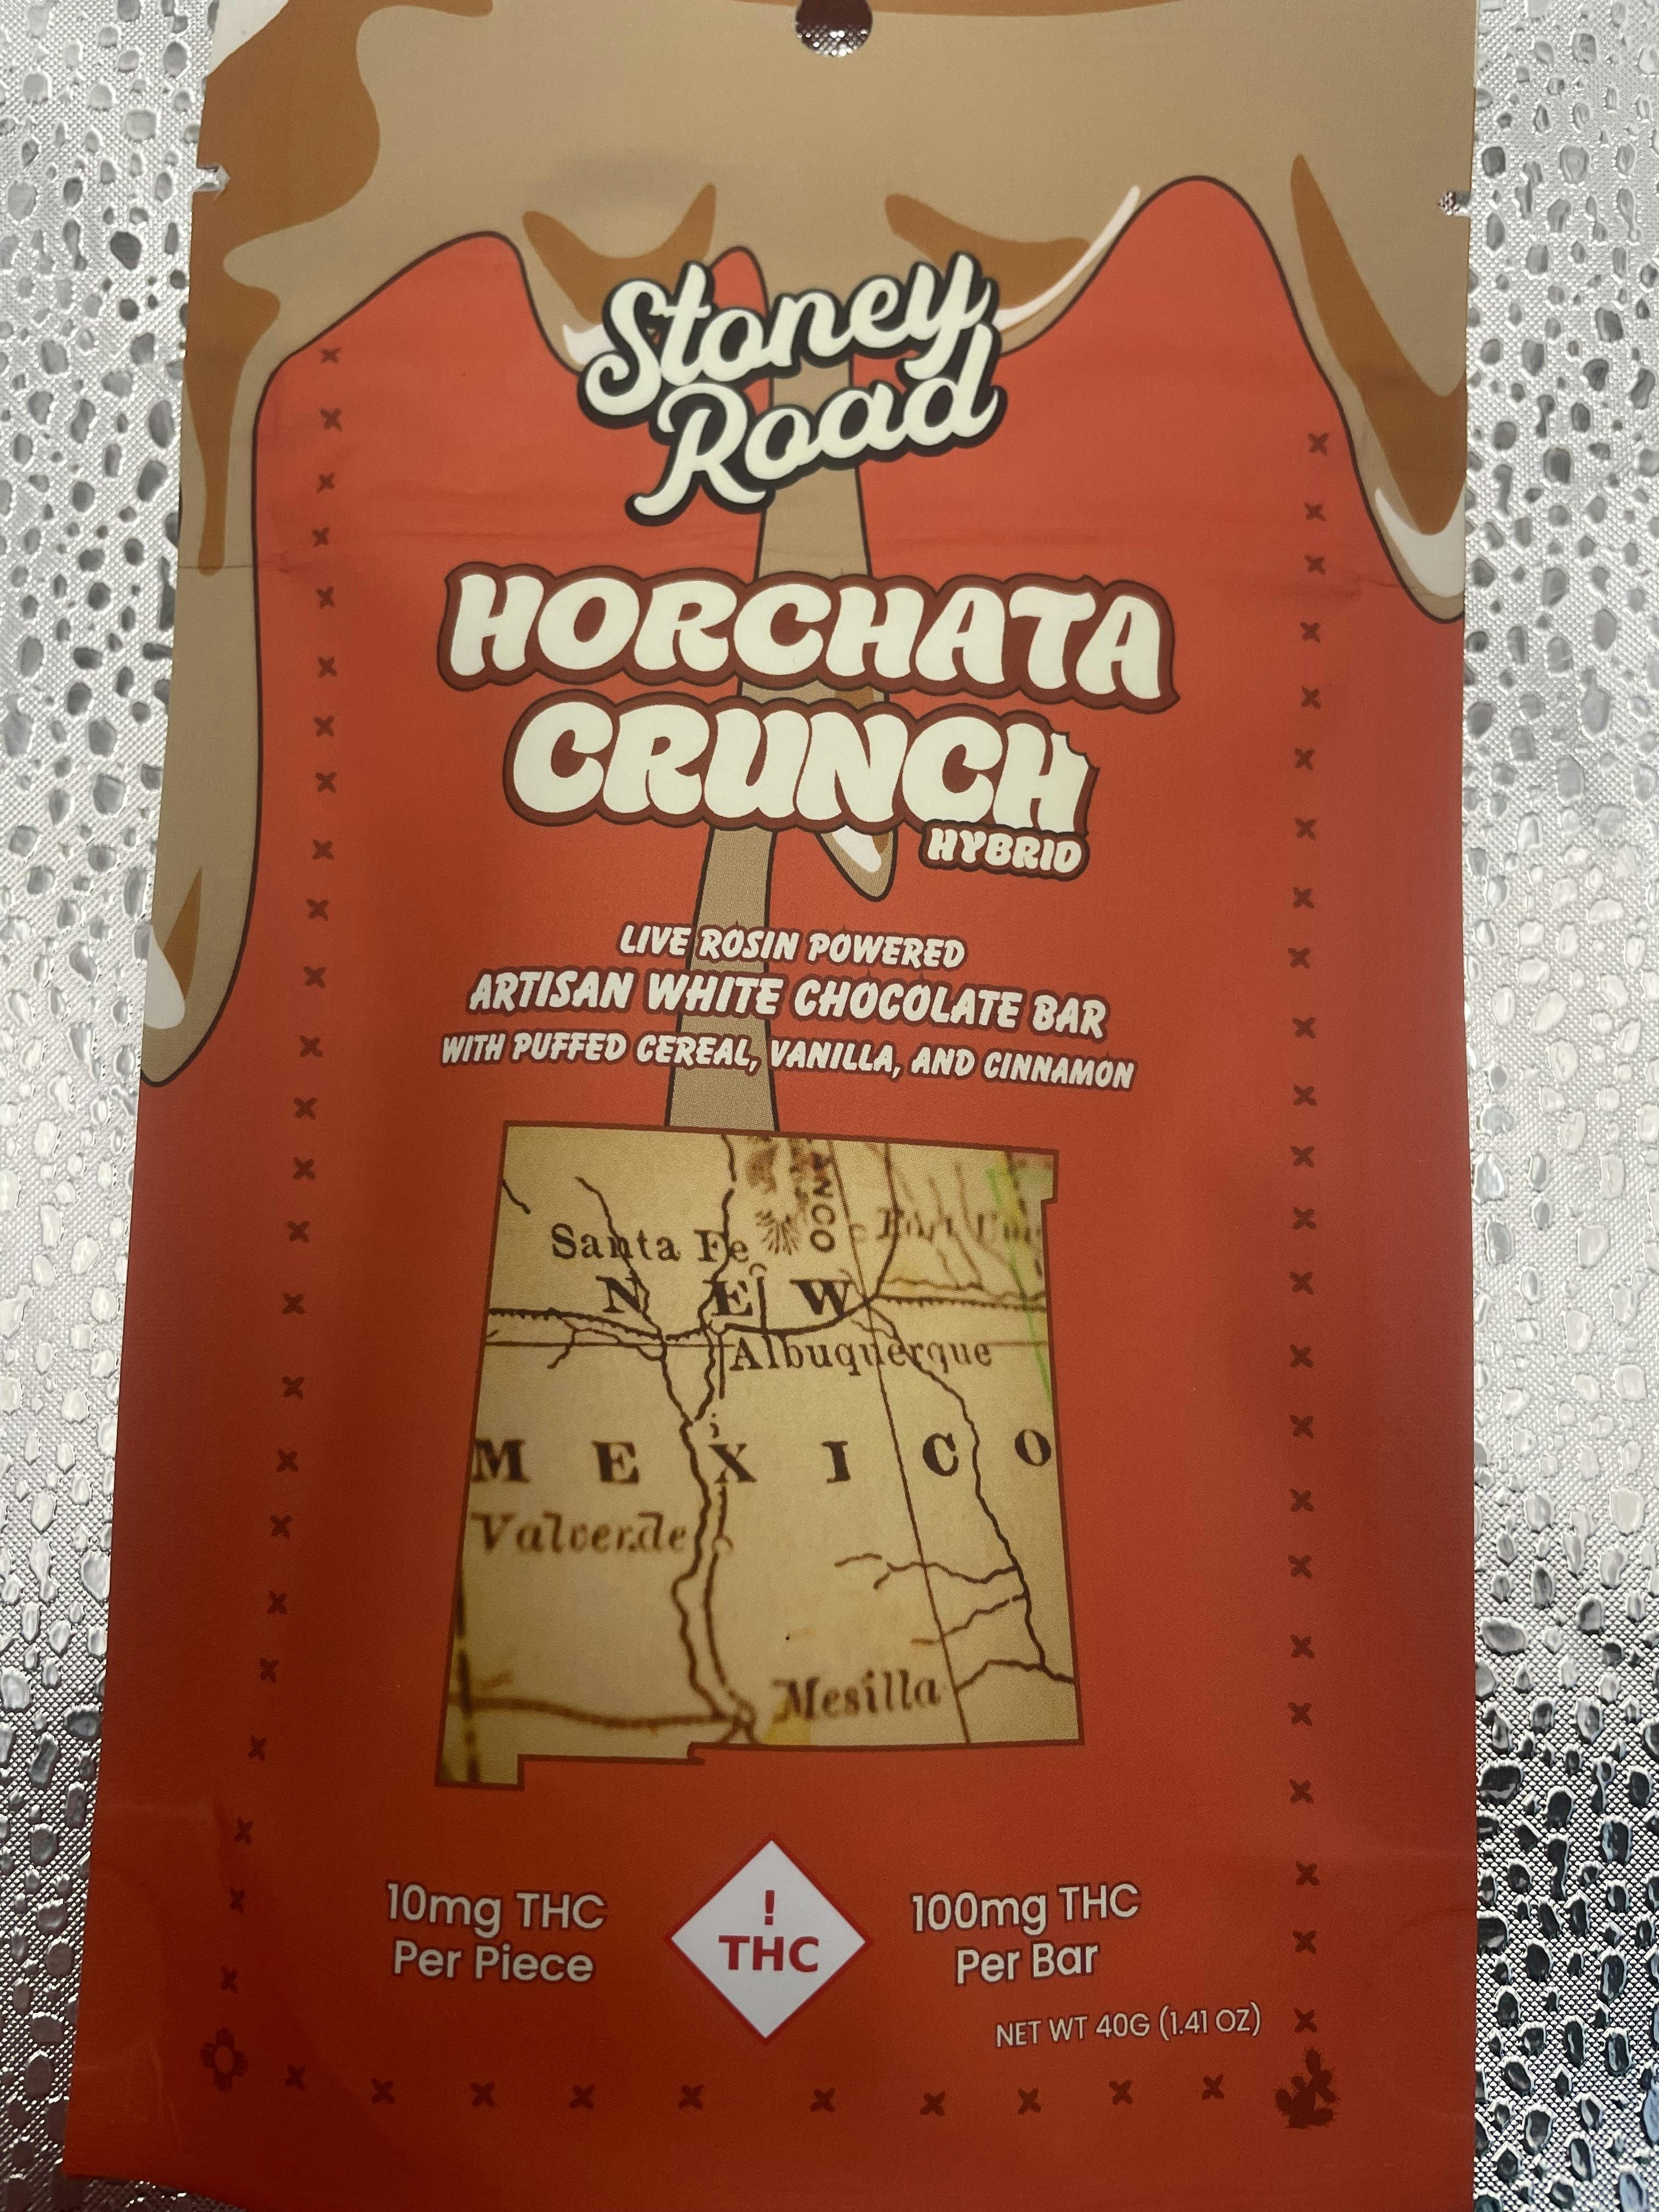 Stoney
Road
HORCHATA
CRUNCH
HYBRID
LIVE ROSIN POWERED
ARTISAN WHITE CHOCOLATE BAR
WITH PUFFED CEREAL, VANILLA, AND CINNAMON
Santa Fe
NEW
Albuquerque
MEXICO
Valverde
Mesilla
10mg THC
Per Piece
!
THC
100mg THC
Per Bar
NET WT 40G (1.41 OZ)